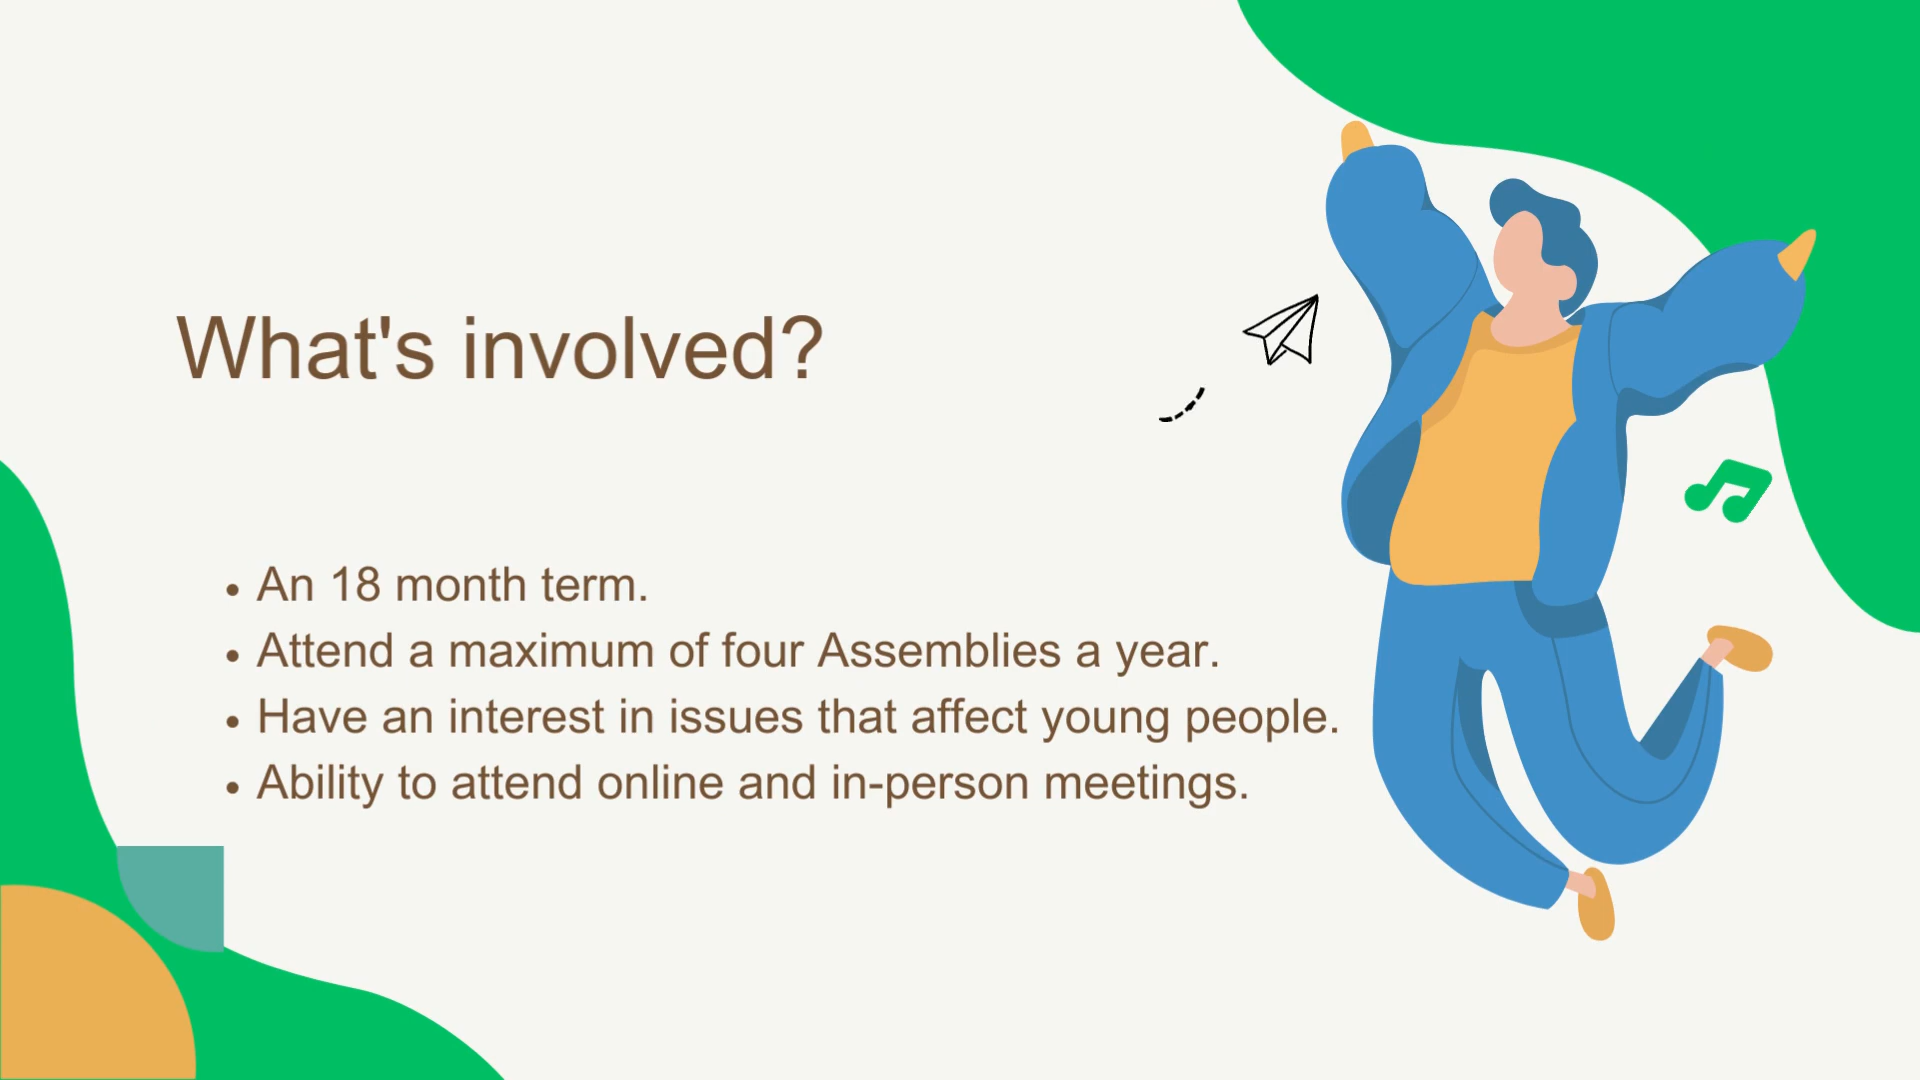 What's involved?
• An 18 month term.
• Attend a maximum of four Assemblies a year.
• Have an interest in issues that affect young people.
• Ability to attend online and in-person meetings.